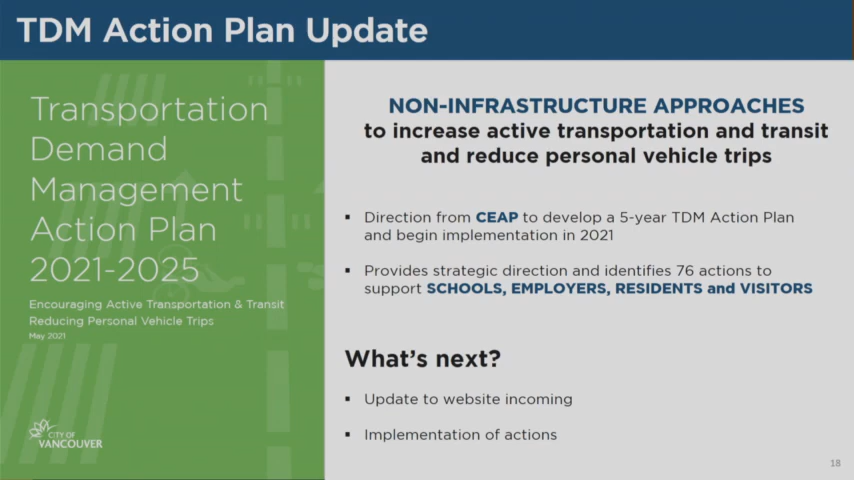 TDM Action Plan Update
Transportation
Demand
Management
Action Plan
2021-2025
Encouraging Active Transportation & Transit
Reducing Personal Vehicle Trips
May 2021
CITY OF
VANCOUVER
NON-INFRASTRUCTURE APPROACHES
to increase active transportation and transit
and reduce personal vehicle trips
▪ Direction from CEAP to develop a 5-year TDM Action Plan
and begin implementation in 2021
▪ Provides strategic direction and identifies 76 actions to
support SCHOOLS, EMPLOYERS, RESIDENTS and VISITORS
What's next?
▪ Update to website incoming
▪ Implementation of actions
18